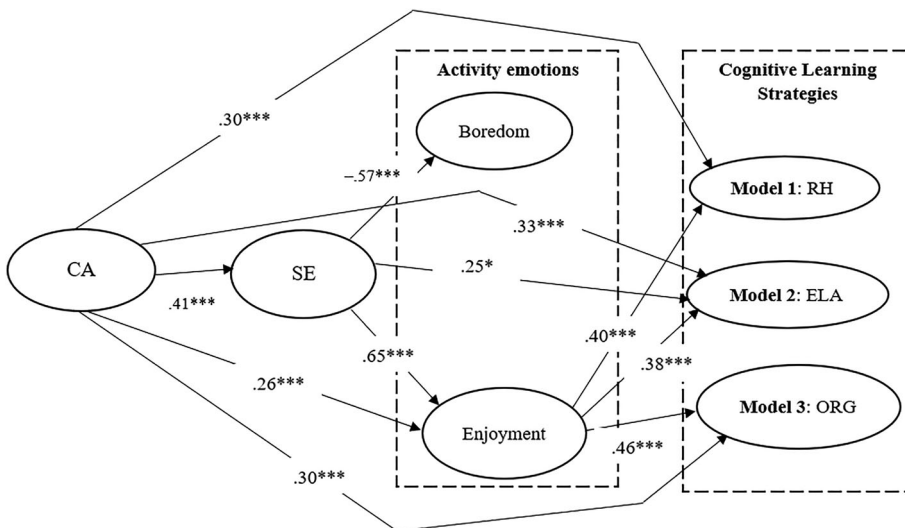 Activity emotions
Cognitive Learning
Strategies
.30***
Boredom
−.57***
Model 1: RH
.33***
CA
SE
.25*
.41***
Model 2: ELA
.40***
.65***
.38***
.26***
Model 3: ORG
Enjoyment
.46***
.30***